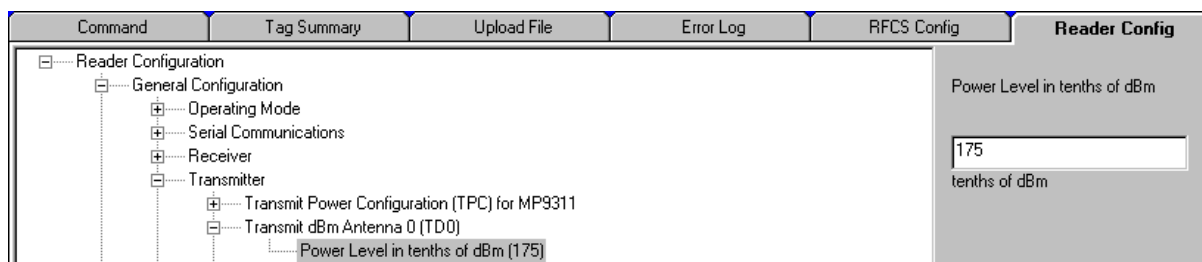 Command Tag Summary Upload File Error Log RFCS Config Reader Config
Reader Configuration
General Configuration
Operating Mode
Serial Communications
Receiver
Transmitter
Transmit Power Configuration (TPC) for MP9311
Transmit dBm Antenna 0 (TD0)
Power Level in tenths of dBm (175)
Power Level in tenths of dBm
175
tenths of dBm